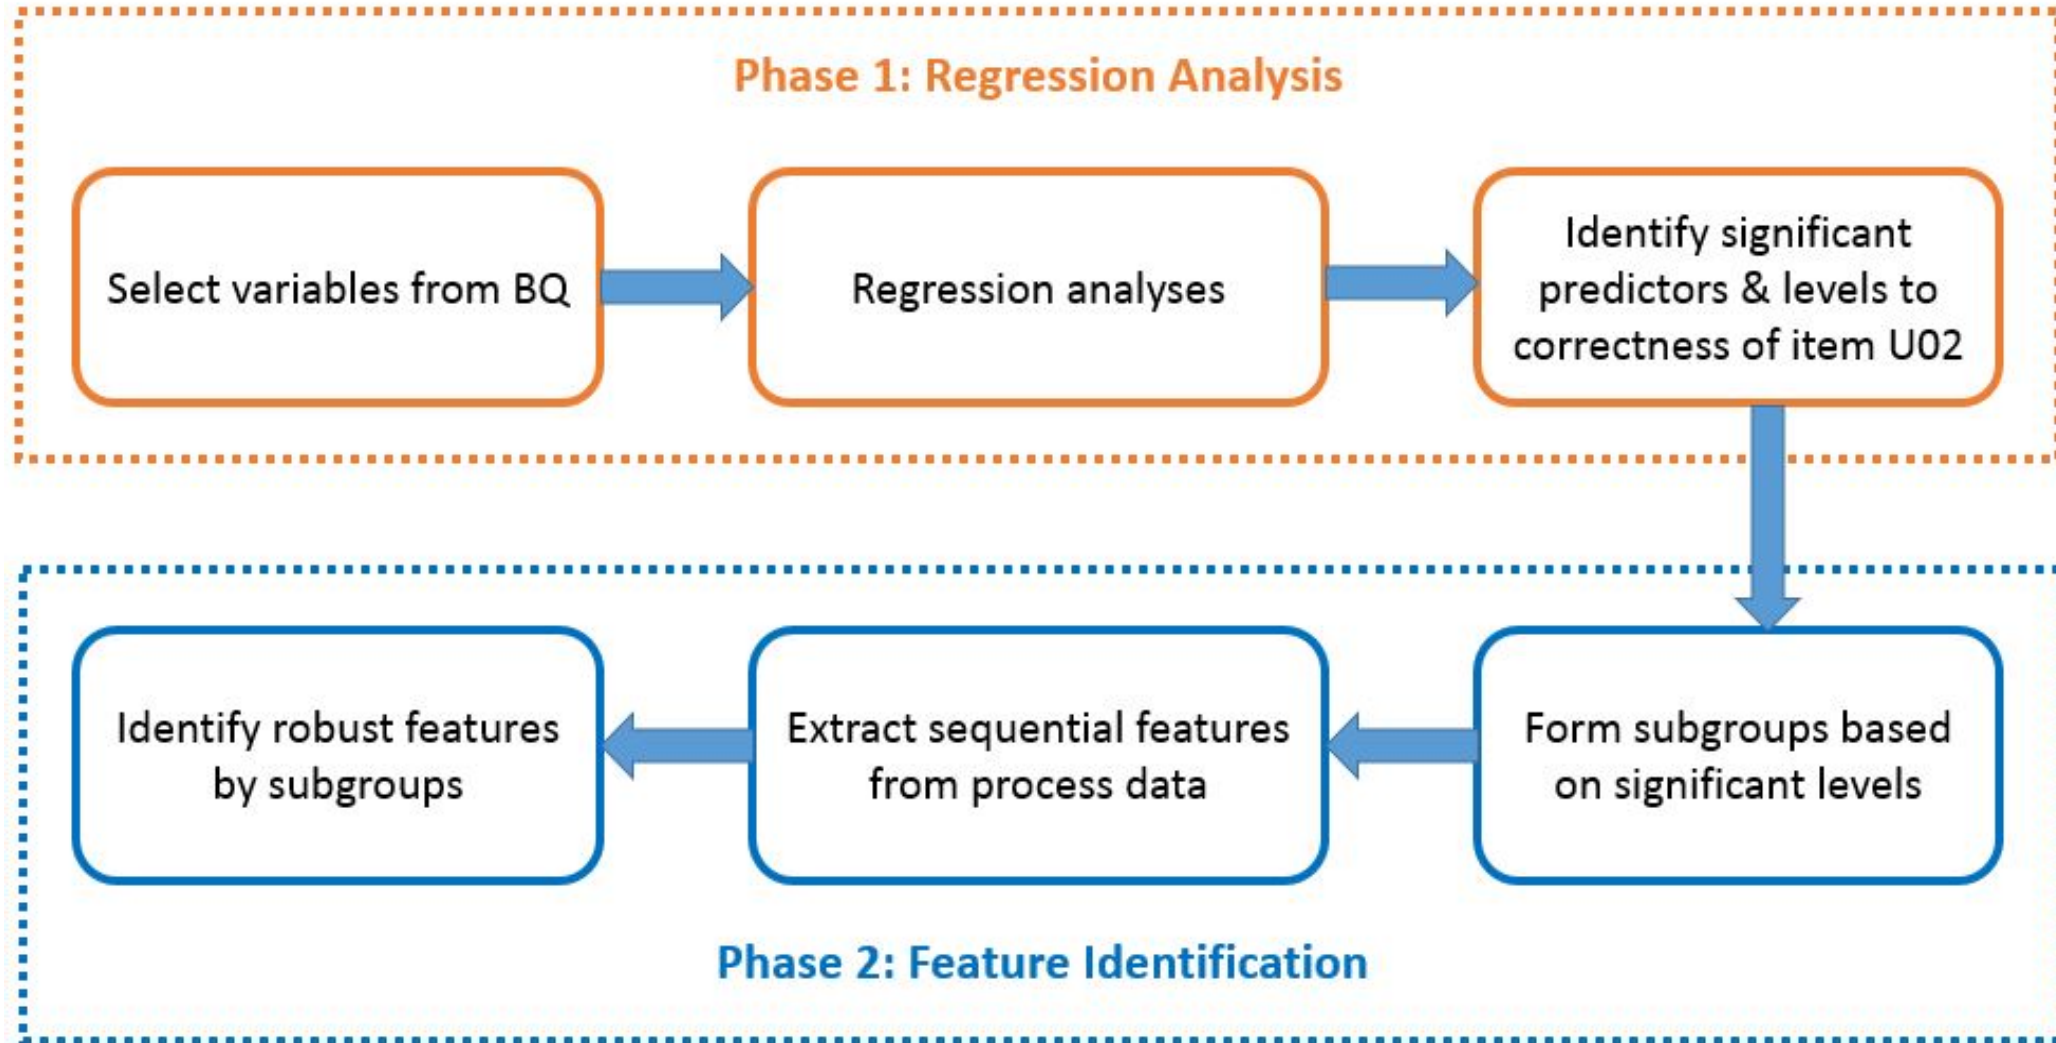 Phase 1: Regression Analysis
Select variables from BQ
Regression analyses
Identify significant
predictors & levels to
correctness of item U02
Form subgroups based
on significant levels
Extract sequential features
from process data
Identify robust features
by subgroups
Phase 2: Feature Identification